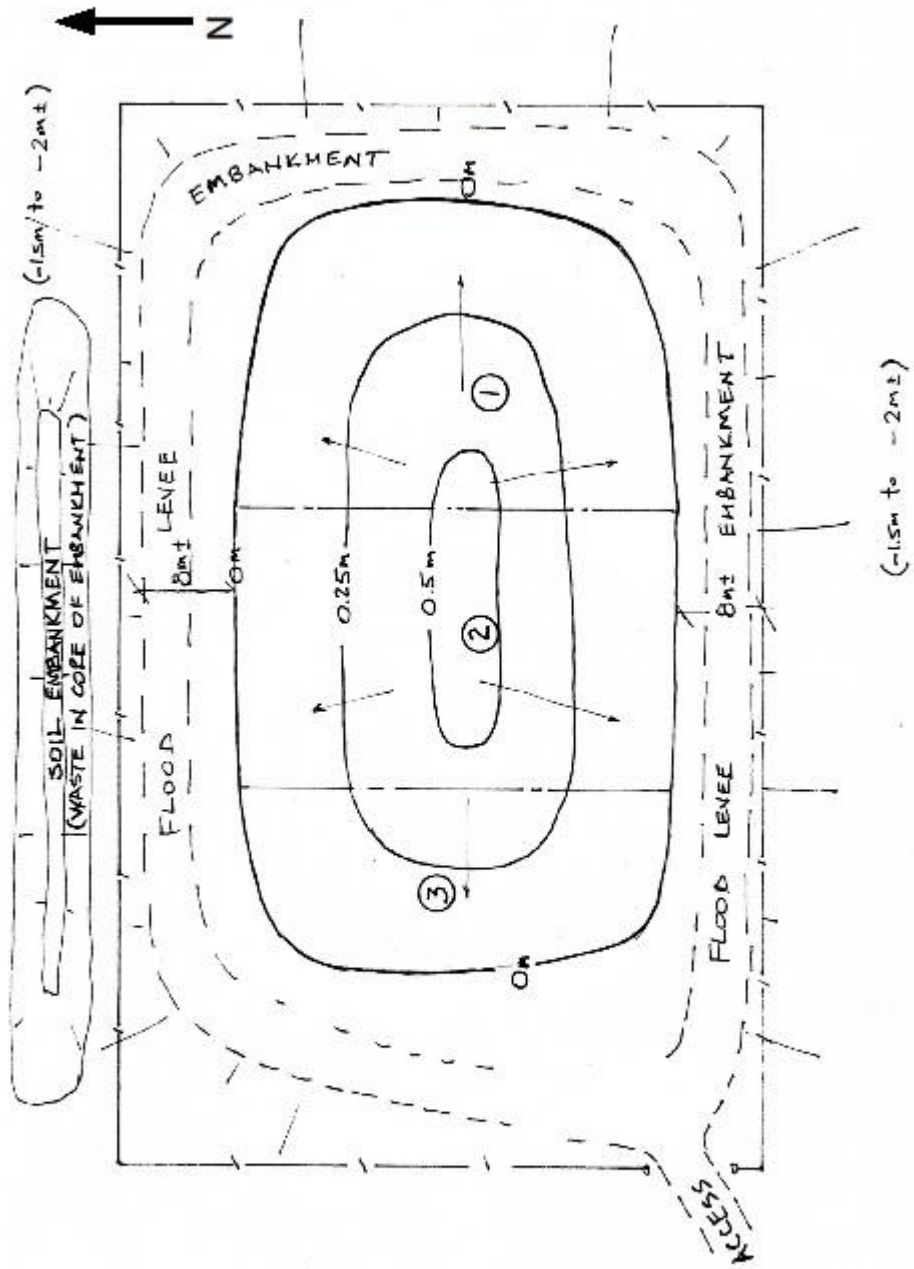 N
(-1.5m to -2m±)
SOIL EMBANKMENT
(WASTE IN CORE OF EMBANKMENT)
EMBANKMENT
FLOOD LEVEE
8m±
0m
0m
0.25m
0.5m
①
②
③
0m
8m± EMBANKMENT
FLOOD LEVEE
ACCESS
(-1.5m to -2m±)